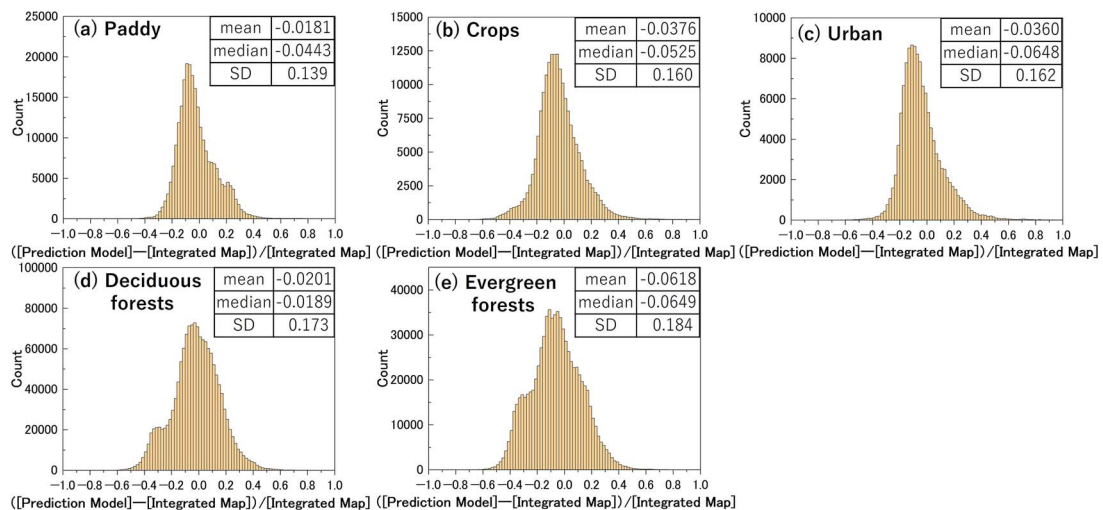 (a) Paddy
mean -0.0181
median -0.0443
SD 0.139
25000
20000
15000
10000
5000
0
Count
−1.0 −0.8 −0.6 −0.4 −0.2 0.0 0.2 0.4 0.6 0.8 1.0
([Prediction Model]—[Integrated Map])/[Integrated Map]
(b) Crops
mean -0.0376
median -0.0525
SD 0.160
15000
12500
10000
7500
5000
2500
0
Count
−1.0 −0.8 −0.6 −0.4 −0.2 0.0 0.2 0.4 0.6 0.8 1.0
([Prediction Model]—[Integrated Map])/[Integrated Map]
(c) Urban
mean -0.0360
median -0.0648
SD 0.162
10000
8000
6000
4000
2000
0
Count
−1.0 −0.8 −0.6 −0.4 −0.2 0.0 0.2 0.4 0.6 0.8 1.0
([Prediction Model]—[Integrated Map])/[Integrated Map]
(d) Deciduous
forests
mean -0.0201
median -0.0189
SD 0.173
100000
80000
60000
40000
20000
0
Count
−1.0 −0.8 −0.6 −0.4 −0.2 0.0 0.2 0.4 0.6 0.8 1.0
([Prediction Model]—[Integrated Map])/[Integrated Map]
(e) Evergreen
forests
mean -0.0618
median -0.0649
SD 0.184
40000
30000
20000
10000
0
Count
−1.0 −0.8 −0.6 −0.4 −0.2 0.0 0.2 0.4 0.6 0.8 1.0
([Prediction Model]—[Integrated Map])/[Integrated Map]